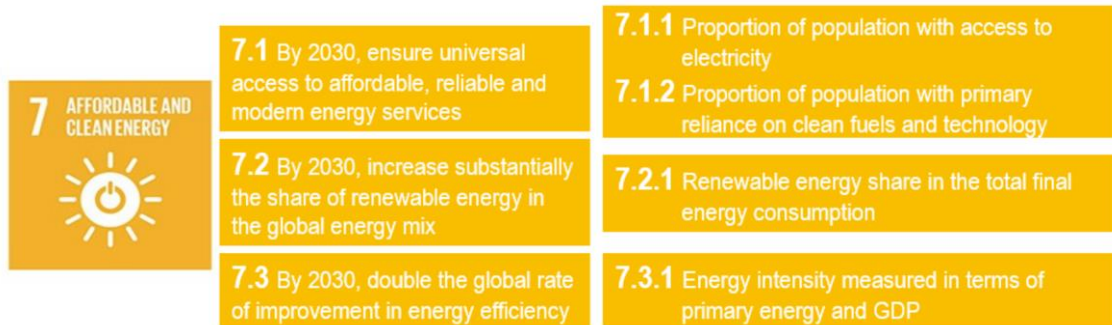 7 AFFORDABLE AND
CLEAN ENERGY
7.1 By 2030, ensure universal
access to affordable, reliable and
modern energy services
7.2 By 2030, increase substantially
the share of renewable energy in
the global energy mix
7.3 By 2030, double the global rate
of improvement in energy efficiency
7.1.1 Proportion of population with access to
electricity
7.1.2 Proportion of population with primary
reliance on clean fuels and technology
7.2.1 Renewable energy share in the total final
energy consumption
7.3.1 Energy intensity measured in terms of
primary energy and GDP